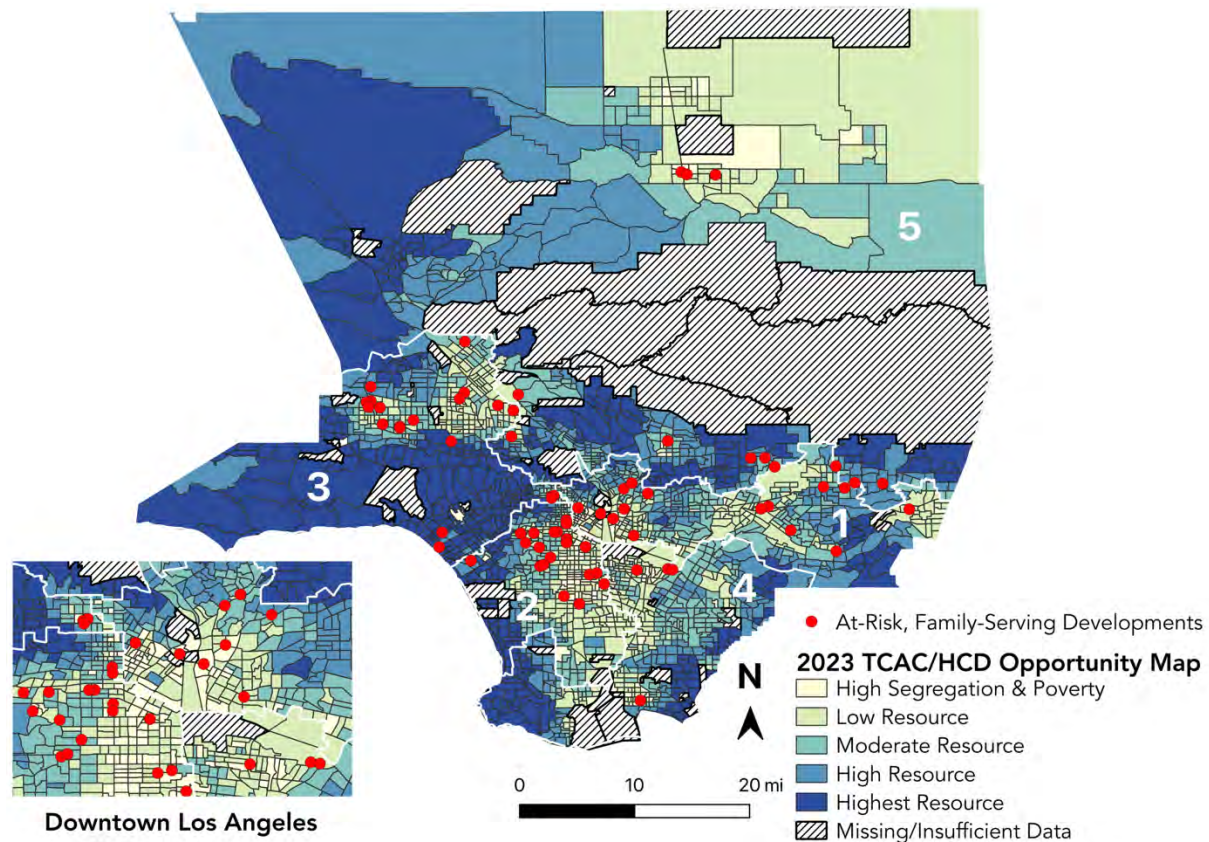 5
3
1
4
2
Downtown Los Angeles
N
0 10 20 mi
At-Risk, Family-Serving Developments
2023 TCAC/HCD Opportunity Map
High Segregation & Poverty
Low Resource
Moderate Resource
High Resource
Highest Resource
Missing/Insufficient Data